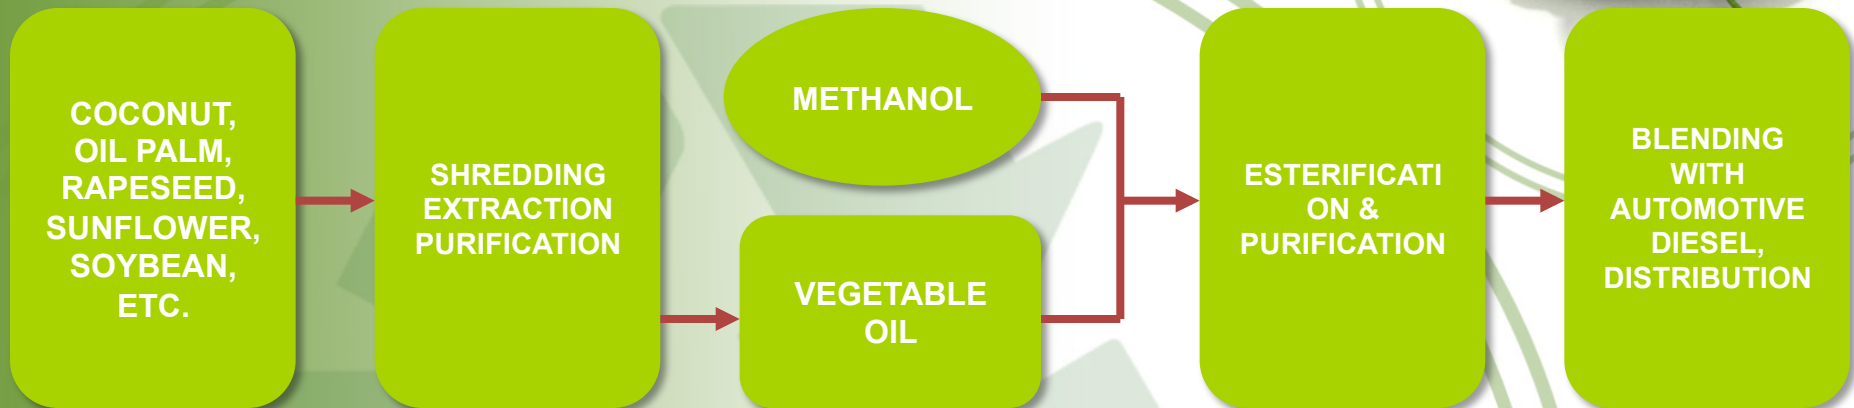 COCONUT,
OIL PALM,
RAPESEED,
SUNFLOWER,
SOYBEAN,
ETC.
SHREDDING
EXTRACTION
PURIFICATION
METHANOL
VEGETABLE
OIL
ESTERIFICATI
ON &
PURIFICATION
BLENDING
WITH
AUTOMOTIVE
DIESEL,
DISTRIBUTION